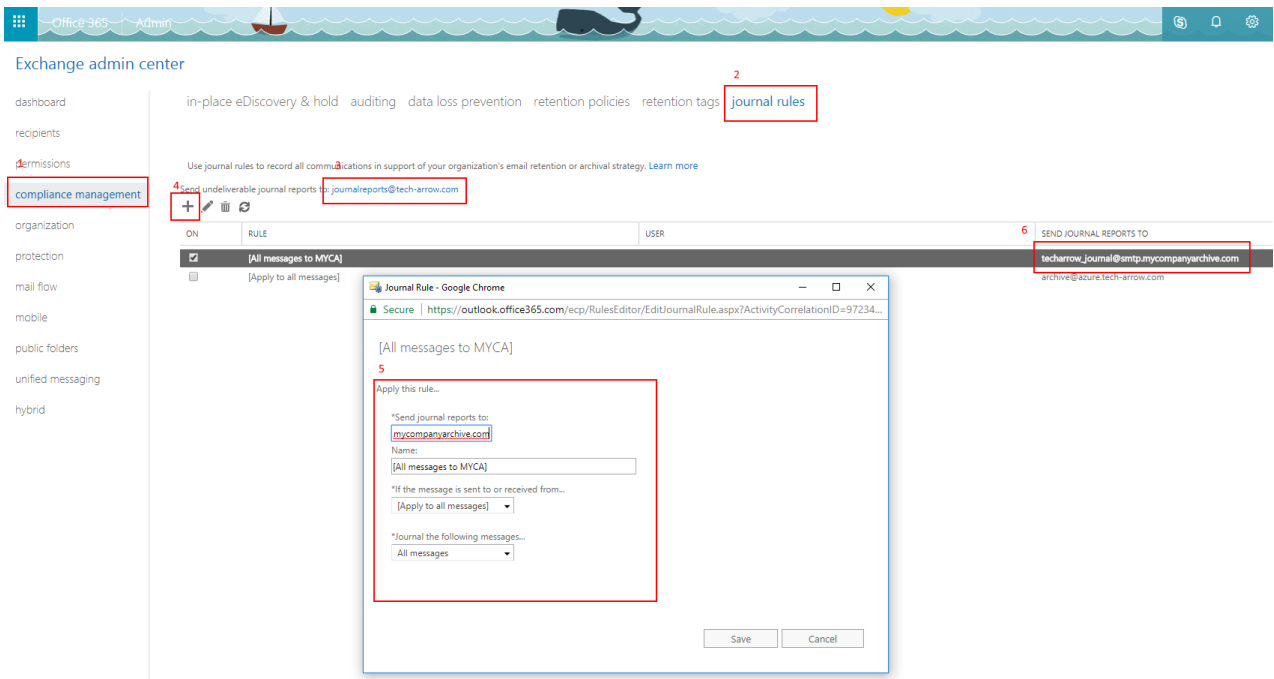 Office 365 Admin
Exchange admin center
2
dashboard
in-place eDiscovery & hold auditing data loss prevention retention policies retention tags journal rules
recipients
1
permissions
3
Use journal rules to record all communications in support of your organization's email retention or archival strategy. Learn more
4
compliance management
Send undeliverable journal reports to: journalreports@tech-arrow.com
organization
ON RULE USER 6 SEND JOURNAL REPORTS TO
protection
[All messages to MYCA] techarrow_journal@smtp.mycompanyarchive.com
mail flow
[Apply to all messages] archive@azure.tech-arrow.com
mobile
public folders
unified messaging
hybrid
Journal Rule - Google Chrome
Secure | https://outlook.office365.com/ecp/RulesEditor/EditJournalRule.aspx?ActivityCorrelationID=97234...
[All messages to MYCA]
5
Apply this rule...
*Send journal reports to:
mycompanyarchive.com
Name:
[All messages to MYCA]
*If the message is sent to or received from...
[Apply to all messages]
*Journal the following messages...
All messages
Save Cancel